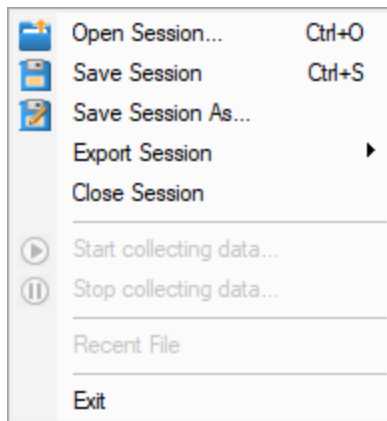 Open Session... Ctrl+O
Save Session Ctrl+S
Save Session As...
Export Session
Close Session
Start collecting data...
Stop collecting data...
Recent File
Exit